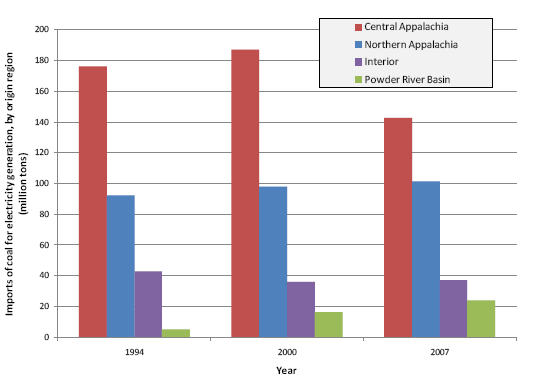 Imports of coal for electricity generation, by origin region
(million tons)
200
180
160
140
120
100
80
60
40
20
0
Central Appalachia
Northern Appalachia
Interior
Powder River Basin
1994
2000
2007
Year